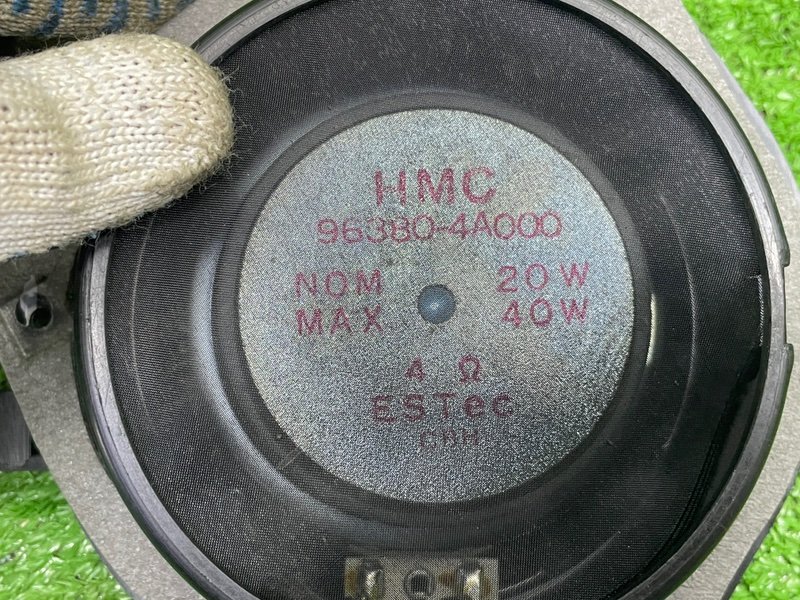 HMC
96380-4A000
NOM 20W
MAX 40W
4 Ω
ESTec